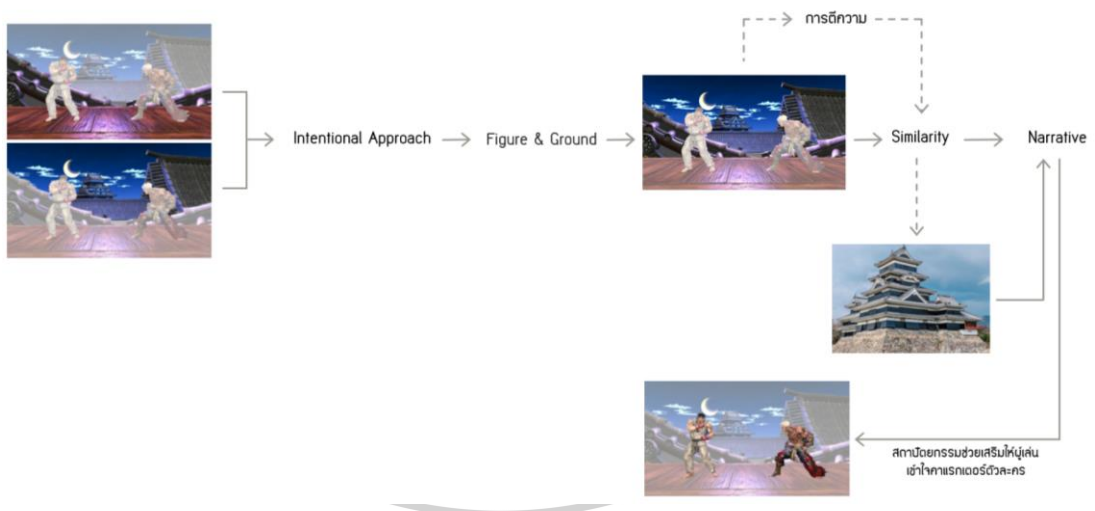 การตีความ
Intentional Approach
Figure & Ground
Similarity
Narrative
สถาปัตยกรรมช่วยเสริมให้ผู้เล่น
เข้าใจคาแรกเตอร์ตัวละคร